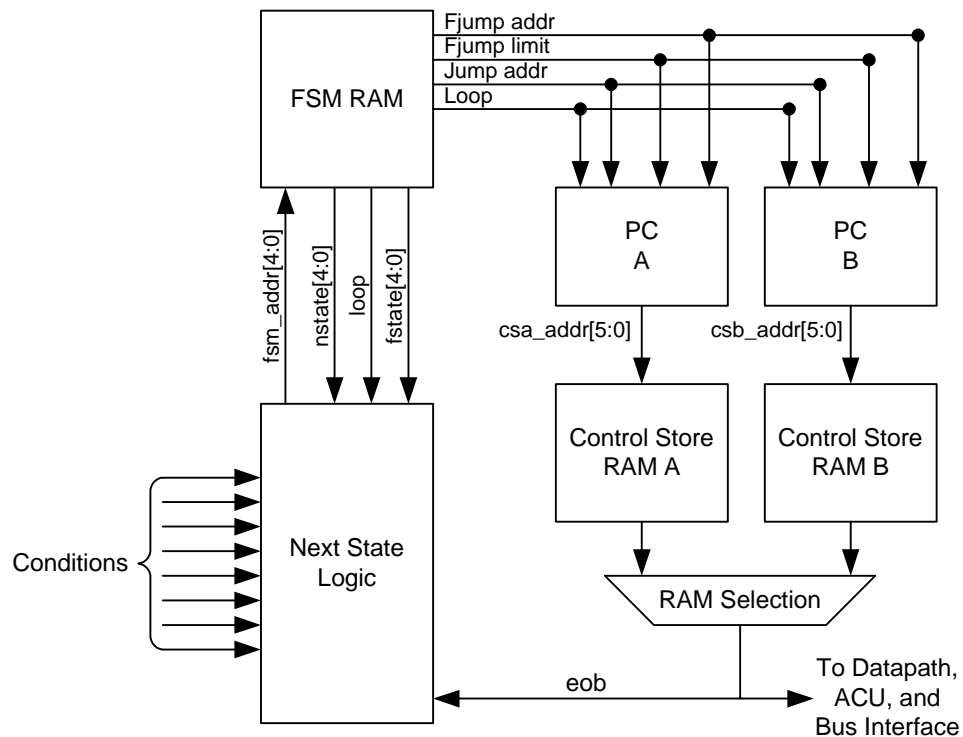 Fjump addr
Fjump limit
Jump addr
Loop
FSM RAM
PC
A
PC
B
fsm_addr[4:0]
nstate[4:0]
loop
fstate[4:0]
csa_addr[5:0]
csb_addr[5:0]
Control Store
RAM A
Control Store
RAM B
Conditions
Next State
Logic
RAM Selection
eob
To Datapath,
ACU, and
Bus Interface